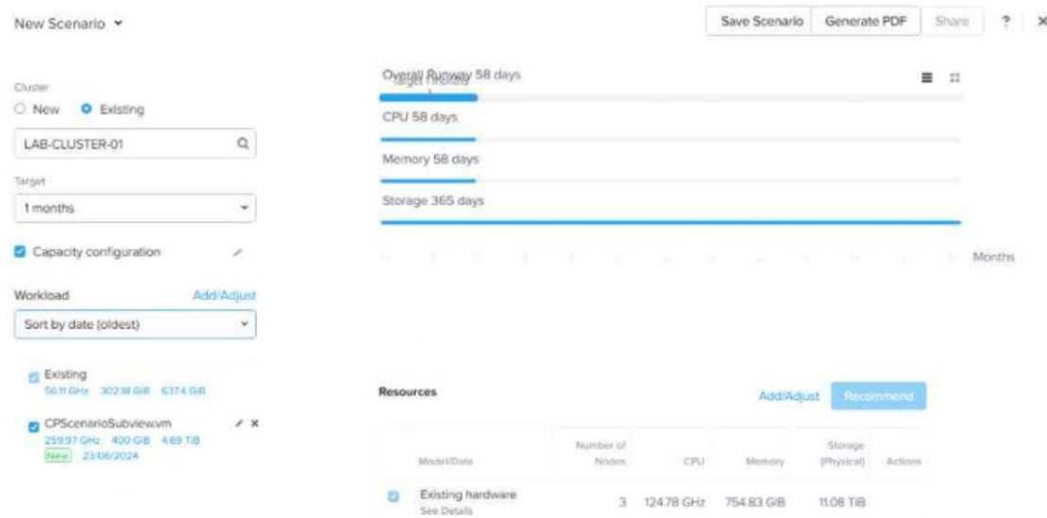 New Scenario
Save Scenario
Generate PDF
Share
?
Cluster
New
Existing
LAB-CLUSTER-01
Target
1 months
Capacity configuration
Workload
Add/Adjust
Sort by date (oldest)
Existing
56.11 GHz 302.18 GiB 637.4 GiB
CPScenarioSubview.vm
259.97 GHz 400 GiB 4.69 TiB
New 23/06/2024
Overall Runway 58 days
Target
CPU 58 days
Memory 58 days
Storage 365 days
Months
Resources
Add/Adjust
Recommend
Model/Date
Number of Nodes
CPU
Memory
Storage (Physical)
Actions
Existing hardware
See Details
3 124.78 GHz 754.83 GiB 11.08 TiB